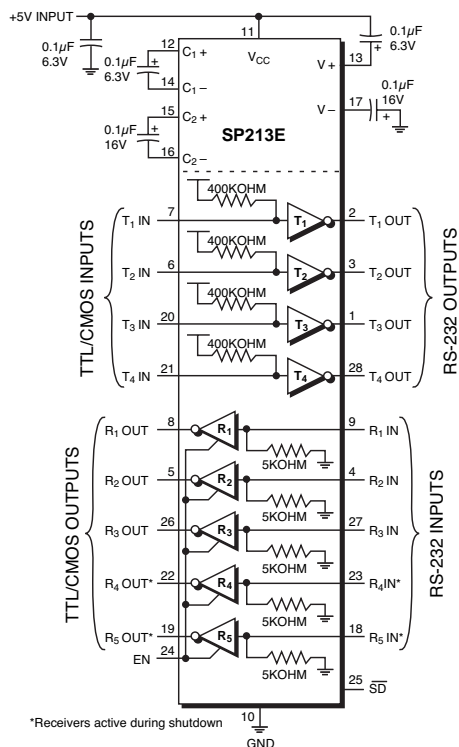 +5V INPUT
0.1µF
6.3V
11
VCC
12
C1 +
0.1µF
6.3V
14
C1 –
15
C2 +
0.1µF
16V
16
C2 –
SP213E
0.1µF
6.3V
13
V +
0.1µF
16V
17
V –
TTL/CMOS INPUTS
RS-232 OUTPUTS
400KOHM
T1 IN 7 T1 2 T1 OUT
400KOHM
T2 IN 6 T2 3 T2 OUT
400KOHM
T3 IN 20 T3 1 T3 OUT
400KOHM
T4 IN 21 T4 28 T4 OUT
TTL/CMOS OUTPUTS
RS-232 INPUTS
R1 OUT 8 R1 9 R1 IN
5KOHM
R2 OUT 5 R2 4 R2 IN
5KOHM
R3 OUT 26 R3 27 R3 IN
5KOHM
R4 OUT* 22 R4 23 R4IN*
5KOHM
R5 OUT* 19 R5 18 R5 IN*
5KOHM
EN 24
25
SD
*Receivers active during shutdown
10
GND